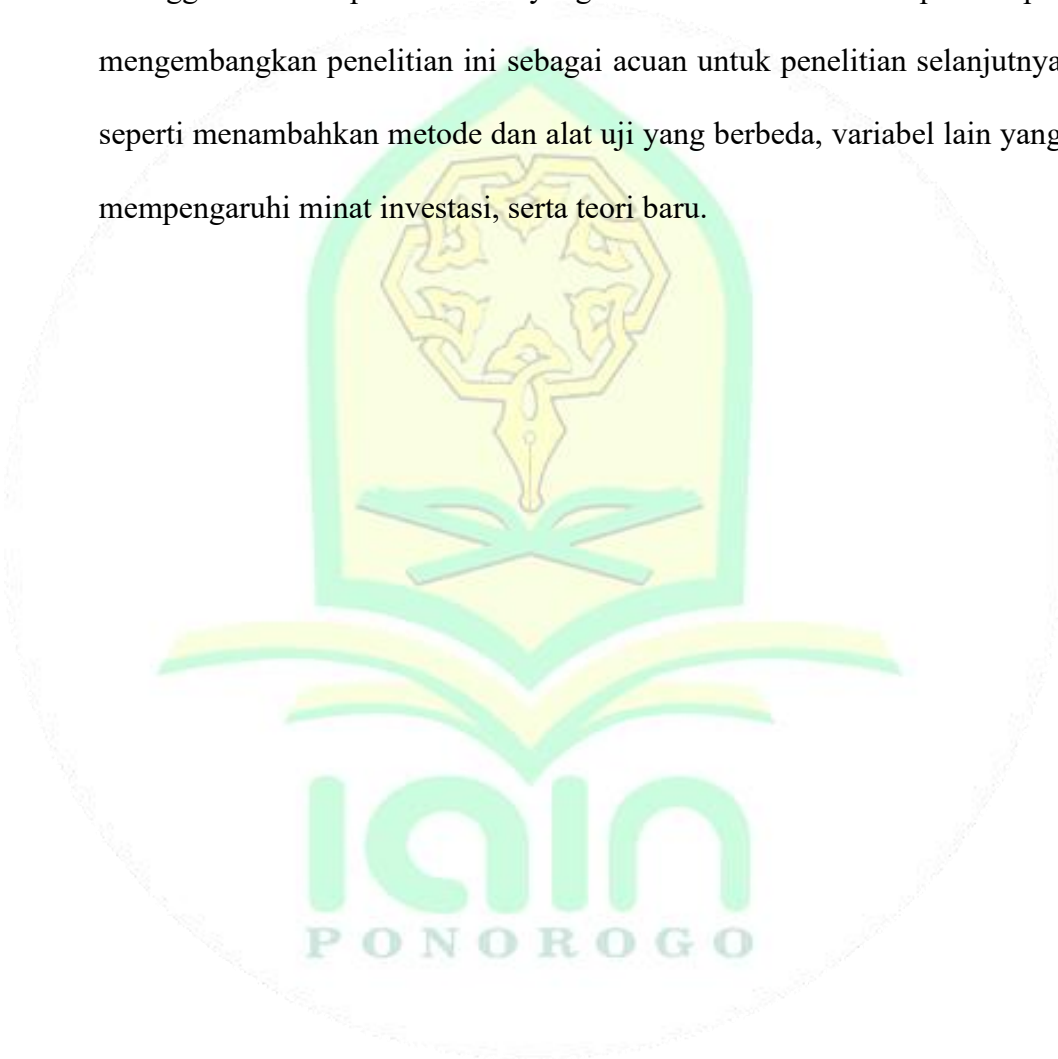 mengembangkan penelitian ini sebagai acuan untuk penelitian selanjutnya
seperti menambahkan metode dan alat uji yang berbeda, variabel lain yang
mempengaruhi minat investasi, serta teori baru.
iain
PONOROGO